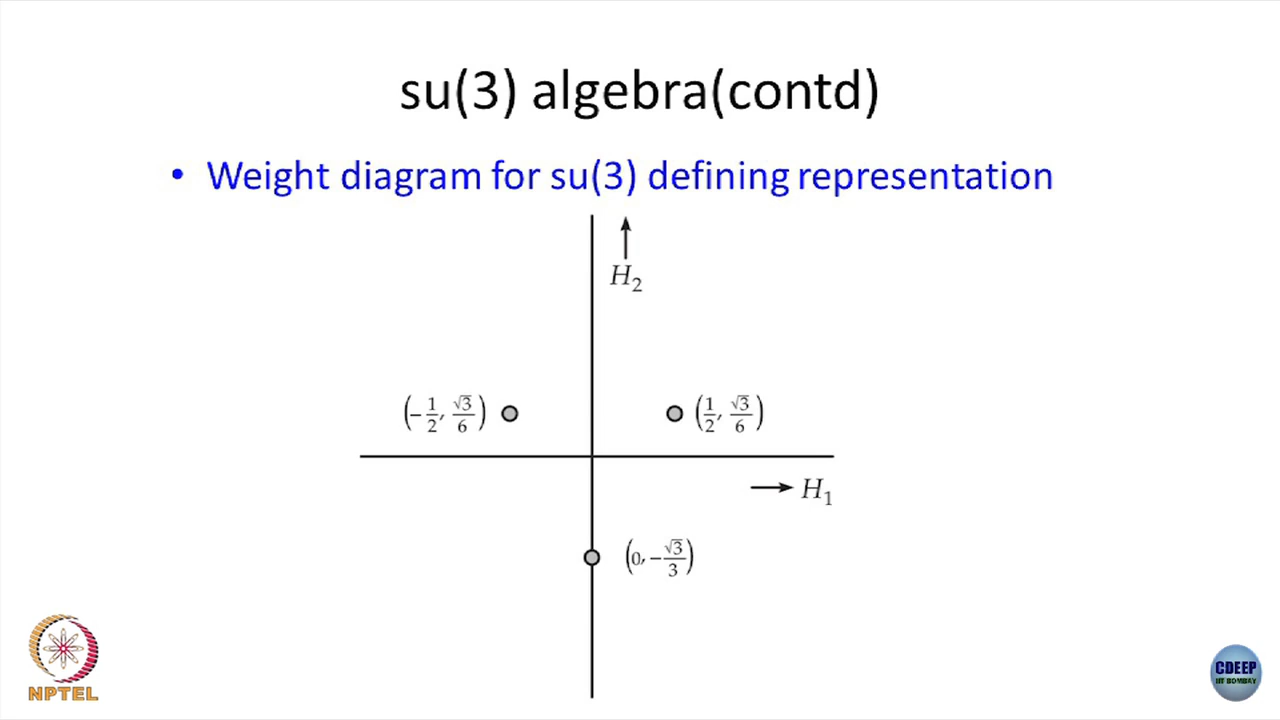 su(3) algebra(contd)
• Weight diagram for su(3) defining representation
H₂
(-1/2, √3/6)
(1/2, √3/6)
H₁
(0, -√3/3)
NPTEL
CDEEP
IIT BOMBAY